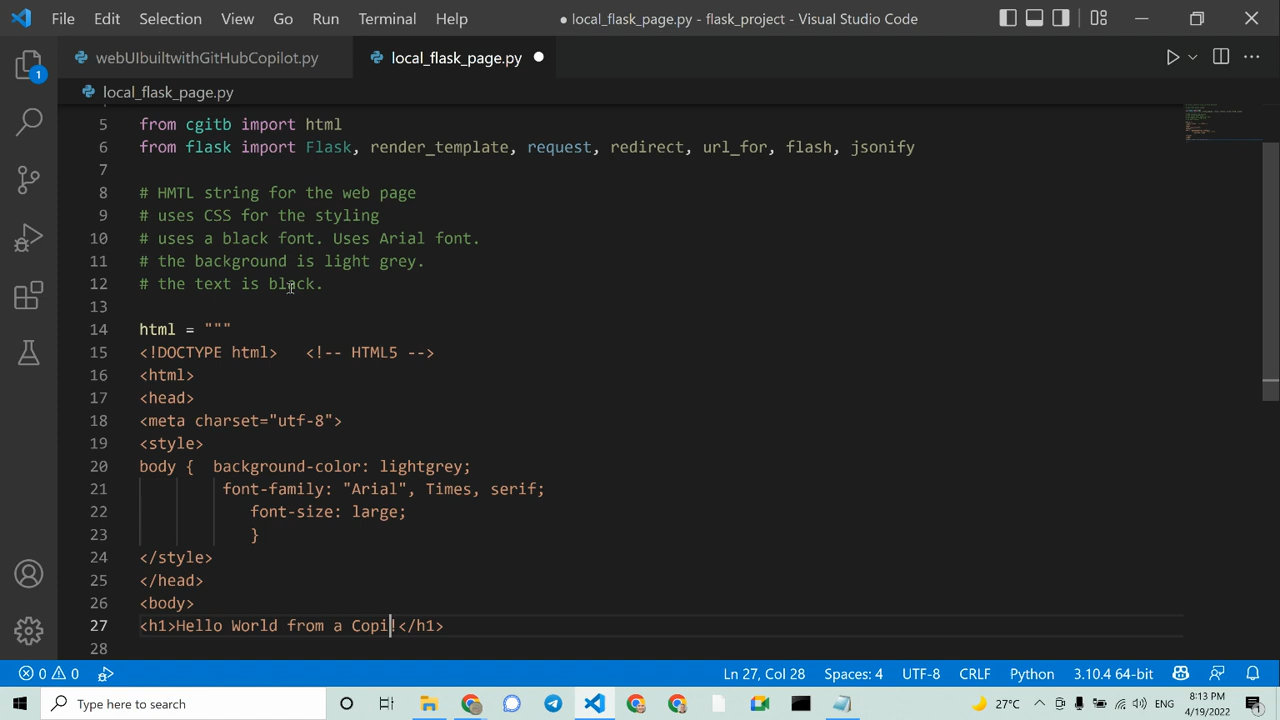 File Edit Selection View Go Run Terminal Help ● local_flask_page.py - flask_project - Visual Studio Code
webUIbuiltwithGitHubCopilot.py local_flask_page.py
local_flask_page.py
1
5 from cgitb import html
6 from flask import Flask, render_template, request, redirect, url_for, flash, jsonify
7
8 # HMTL string for the web page
9 # uses CSS for the styling
10 # uses a black font. Uses Arial font.
11 # the background is light grey.
12 # the text is black.
13
14 html = """
15 <!DOCTYPE html> <!-- HTML5 -->
16 <html>
17 <head>
18 <meta charset="utf-8">
19 <style>
20 body { background-color: lightgrey;
21 font-family: "Arial", Times, serif;
22 font-size: large;
23 }
24 </style>
25 </head>
26 <body>
27 <h1>Hello World from a Copi!</h1>
28
0 0 Ln 27, Col 28 Spaces: 4 UTF-8 CRLF Python 3.10.4 64-bit
Type here to search 27°C ENG 8:13 PM
4/19/2022 1